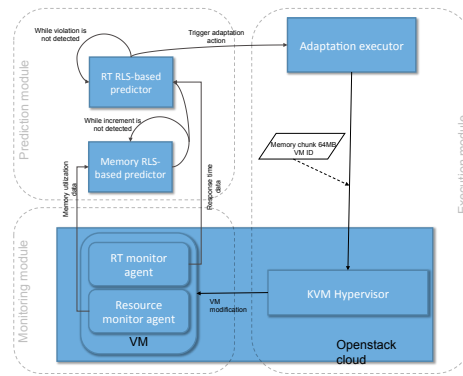 While violation is
not detected
Trigger adaptation
action
Adaptation executor
RT RLS-based
predictor
Prediction module
While increment is
not detected
Memory RLS-
based predictor
Memory chunk 64MB
VM ID
Execution module
Memory utilization
data
Response time
data
Monitoring module
RT monitor
agent
Resource
monitor agent
VM
VM
modification
KVM Hypervisor
Openstack
cloud